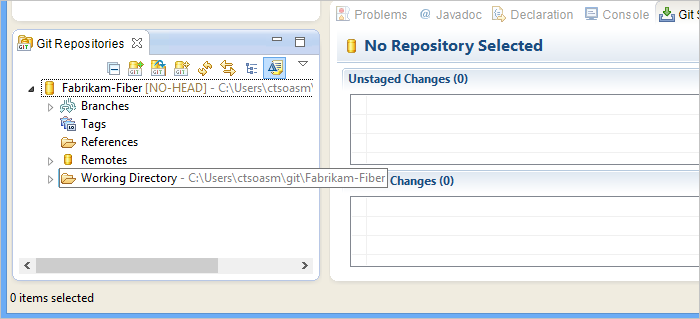 Git Repositories
Fabrikam-Fiber [NO-HEAD] - C:\Users\ctsoasm\
Branches
Tags
References
Remotes
Working Directory - C:\Users\ctsoasm\git\Fabrikam-Fiber
0 items selected
Problems @ Javadoc Declaration Console Git S
No Repository Selected
Unstaged Changes (0)
Changes (0)